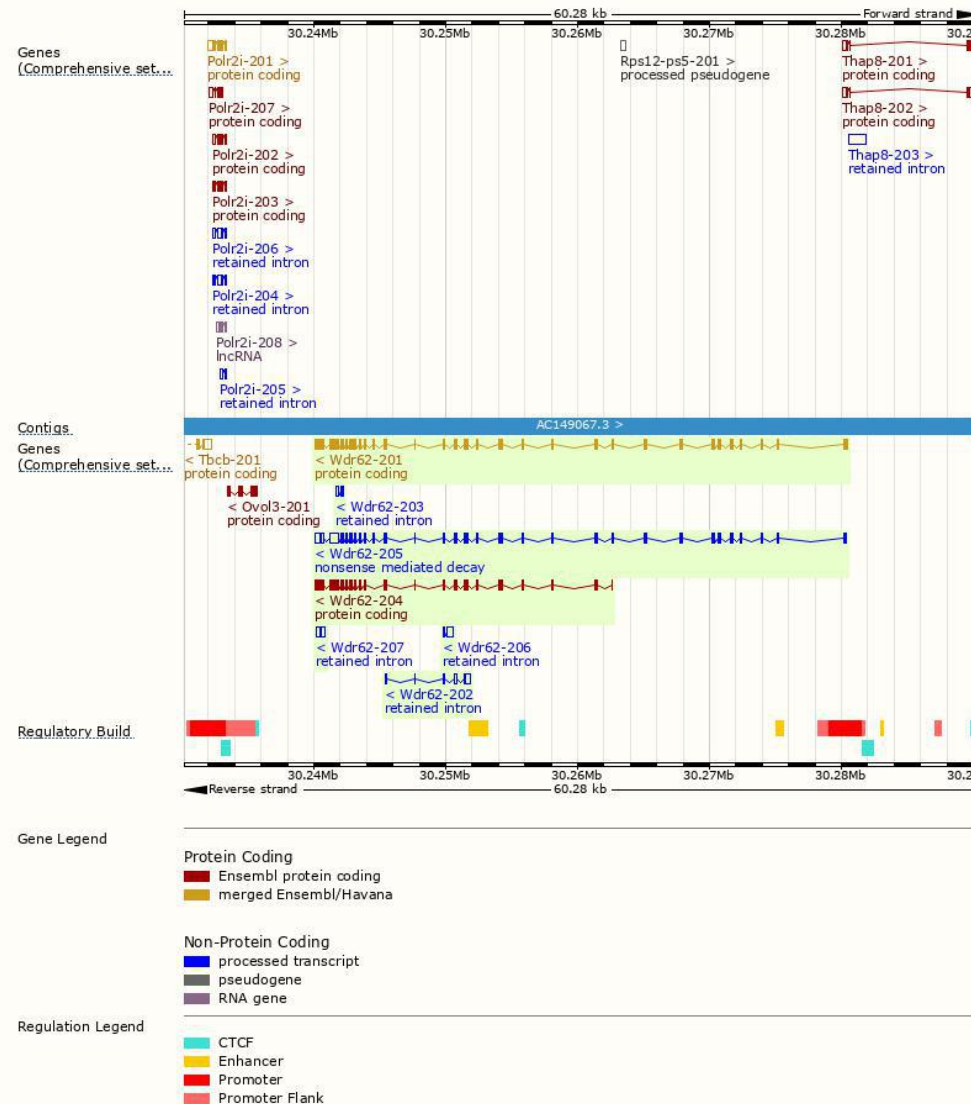 60.28 kb Forward strand
30.24Mb 30.25Mb 30.26Mb 30.27Mb 30.28Mb 30.2
Genes
(Comprehensive set...
Polr2i-201 >
protein coding
Rps12-ps5-201 >
processed pseudogene
Thap8-201 >
protein coding
Polr2i-207 >
protein coding
Thap8-202 >
protein coding
Polr2i-202 >
protein coding
Thap8-203 >
retained intron
Polr2i-203 >
protein coding
Polr2i-206 >
retained intron
Polr2i-204 >
retained intron
Polr2i-208 >
lncRNA
Polr2i-205 >
retained intron
Contigs
AC149067.3 >
Genes
(Comprehensive set...
< Tbcb-201
protein coding
< Wdr62-201
protein coding
< Ovol3-201
protein coding
< Wdr62-203
retained intron
< Wdr62-205
nonsense mediated decay
< Wdr62-204
protein coding
< Wdr62-207
retained intron
< Wdr62-206
retained intron
< Wdr62-202
retained intron
Regulatory Build
30.24Mb 30.25Mb 30.26Mb 30.27Mb 30.28Mb 30.2
Reverse strand 60.28 kb
Gene Legend
Protein Coding
Ensembl protein coding
merged Ensembl/Havana
Non-Protein Coding
processed transcript
pseudogene
RNA gene
Regulation Legend
CTCF
Enhancer
Promoter
Promoter Flank